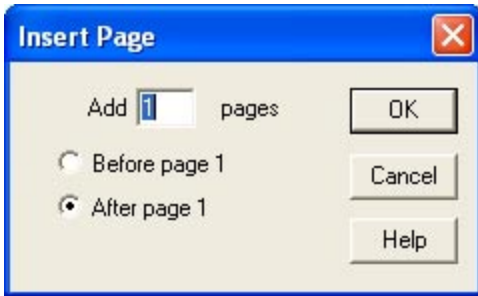 Insert Page
Add 1 pages
OK
Before page 1
Cancel
After page 1
Help